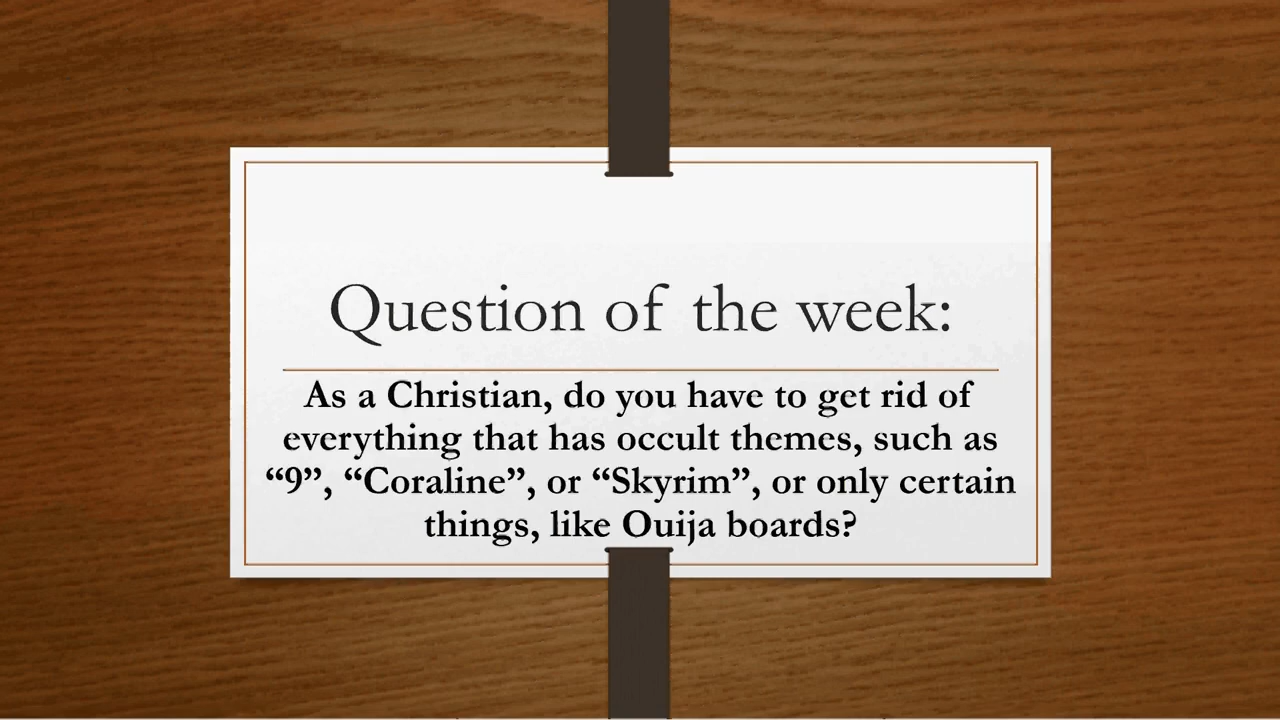 Question of the week:
As a Christian, do you have to get rid of
everything that has occult themes, such as
“9”, “Coraline”, or “Skyrim”, or only certain
things, like Ouija boards?